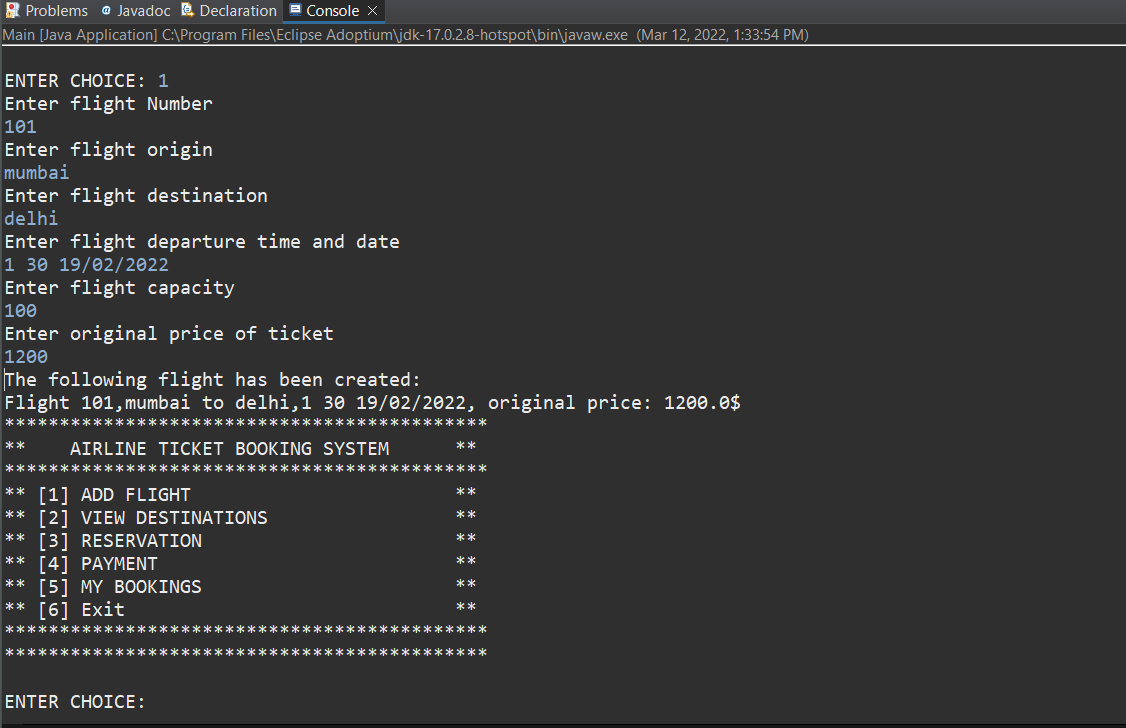 Problems @ Javadoc Declaration Console
Main [Java Application] C:\Program Files\Eclipse Adoptium\jdk-17.0.2.8-hotspot\bin\javaw.exe (Mar 12, 2022, 1:33:54 PM)
ENTER CHOICE: 1
Enter flight Number
101
Enter flight origin
mumbai
Enter flight destination
delhi
Enter flight departure time and date
1 30 19/02/2022
Enter flight capacity
100
Enter original price of ticket
1200
The following flight has been created:
Flight 101,mumbai to delhi,1 30 19/02/2022, original price: 1200.0$
********************************************
**    AIRLINE TICKET BOOKING SYSTEM      **
********************************************
** [1] ADD FLIGHT                        **
** [2] VIEW DESTINATIONS                 **
** [3] RESERVATION                       **
** [4] PAYMENT                           **
** [5] MY BOOKINGS                       **
** [6] Exit                              **
********************************************
********************************************
ENTER CHOICE: